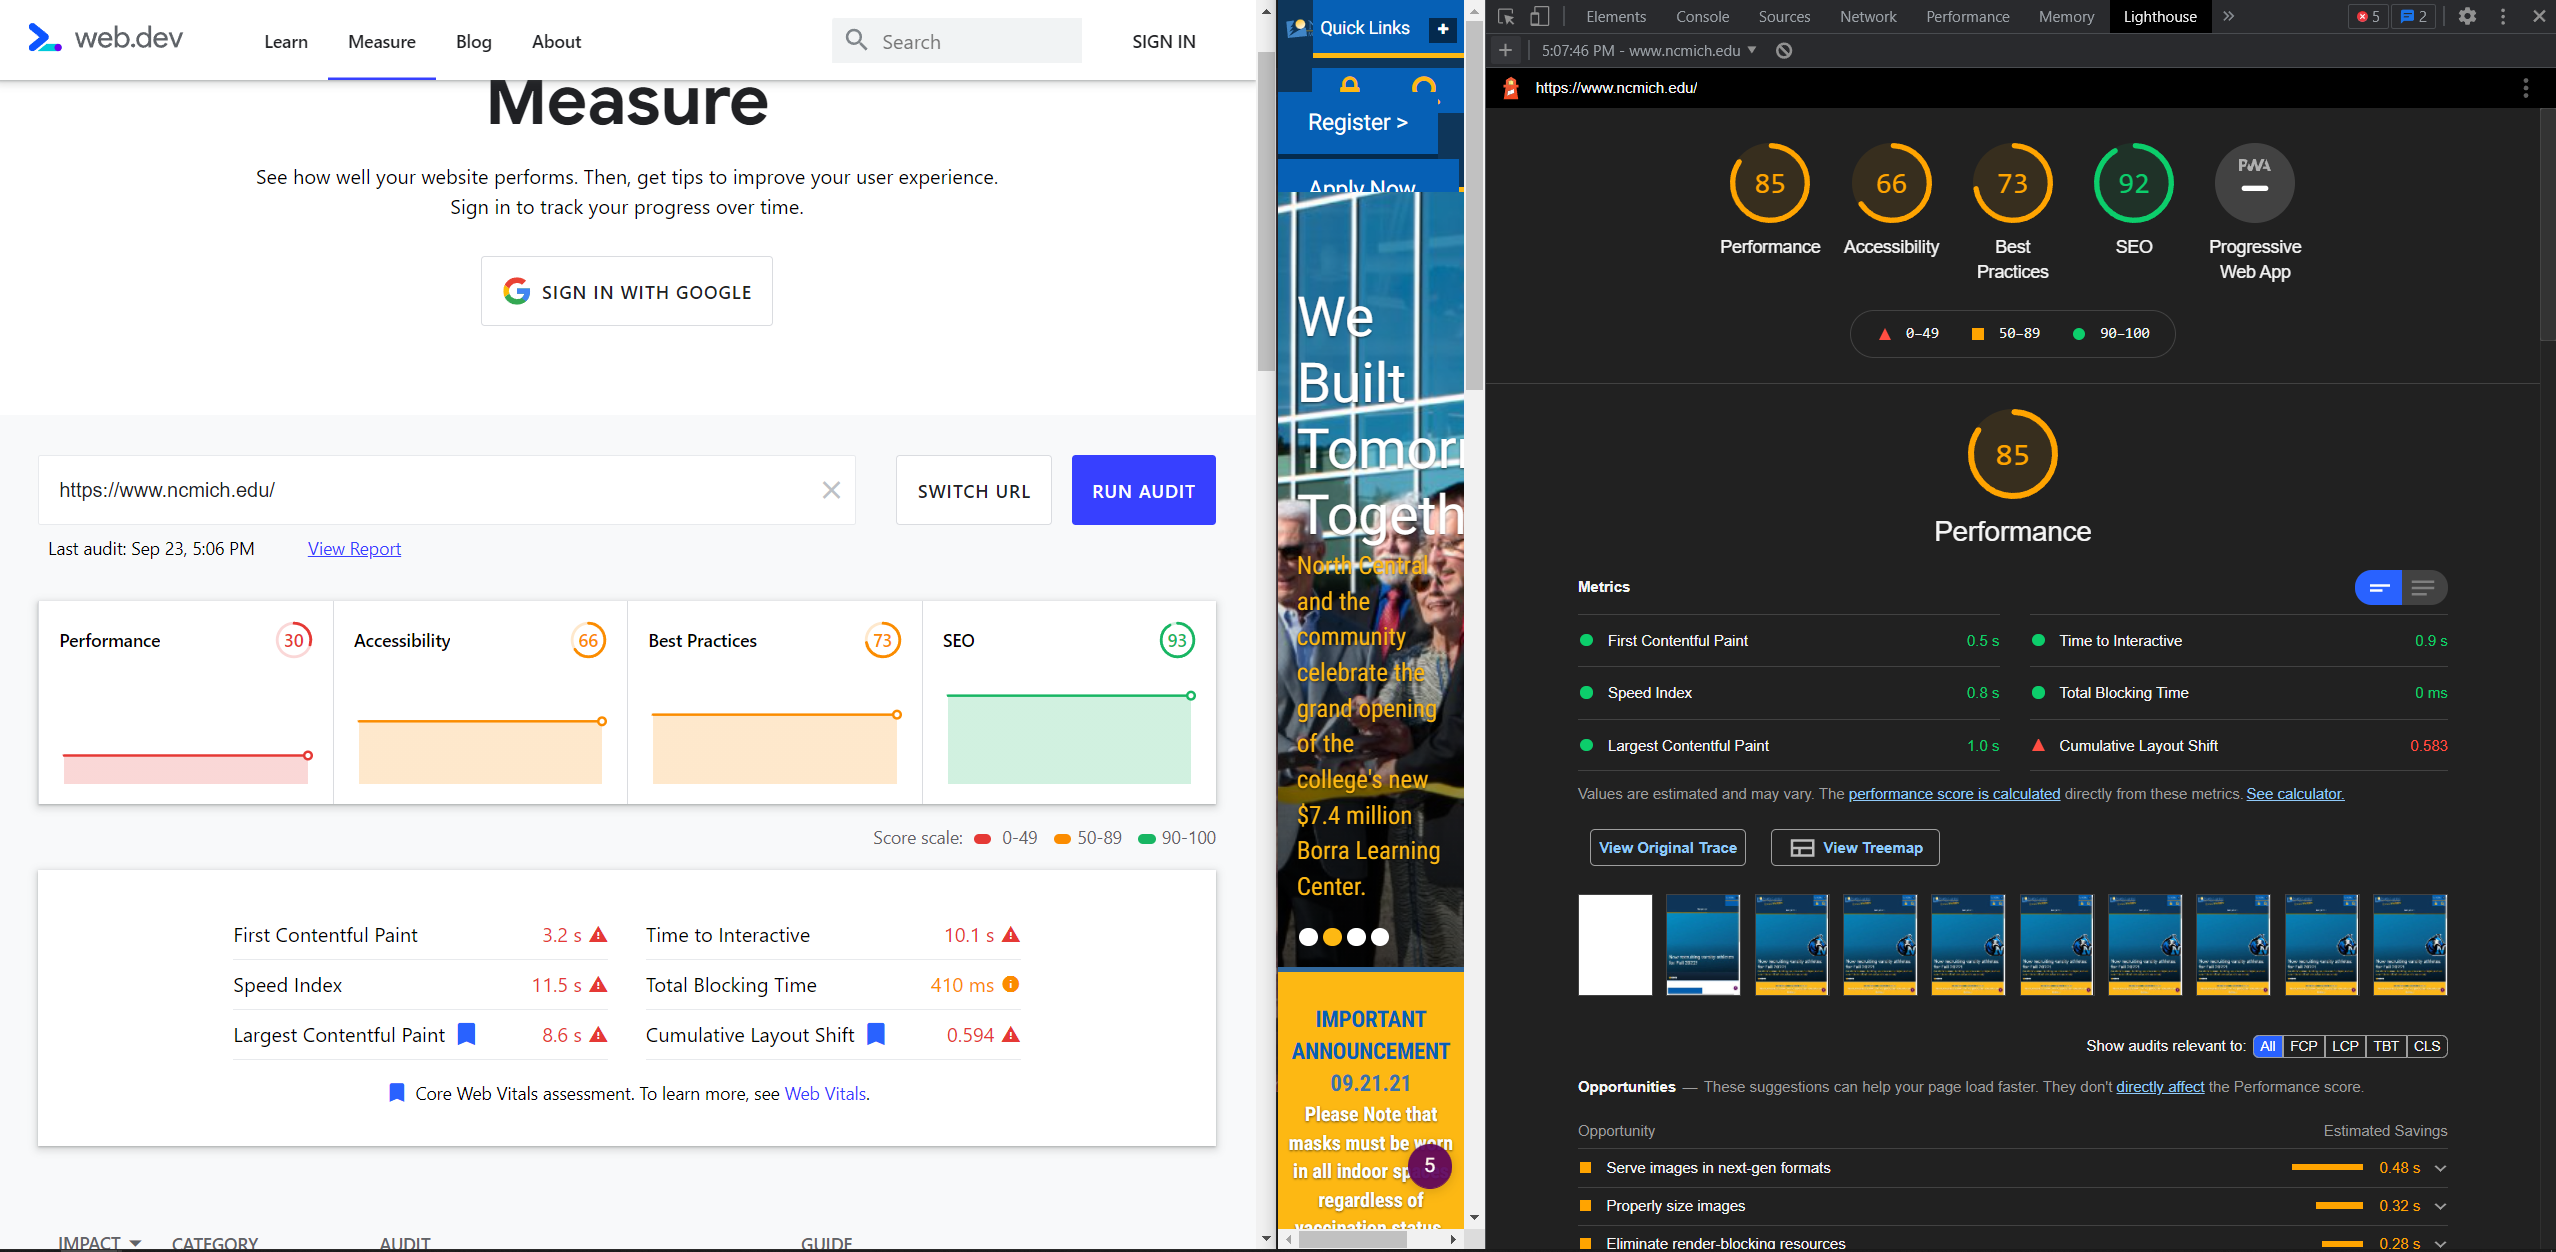 web.dev
Learn
Measure
Blog
About
Search
SIGN IN
Measure
See how well your website performs. Then, get tips to improve your user experience.
Sign in to track your progress over time.
SIGN IN WITH GOOGLE
https://www.ncmich.edu/
SWITCH URL
RUN AUDIT
Last audit: Sep 23, 5:06 PM
View Report
Performance
30
Accessibility
66
Best Practices
73
SEO
93
Score scale: 0-49 50-89 90-100
First Contentful Paint 3.2 s
Time to Interactive 10.1 s
Speed Index 11.5 s
Total Blocking Time 410 ms
Largest Contentful Paint 8.6 s
Cumulative Layout Shift 0.594
Core Web Vitals assessment. To learn more, see Web Vitals.
IMPACT
CATEGORY
AUDIT
GUIDE
Quick Links +
Register >
Apply Now
We
Built
Tomorr
Togeth
North Central
and the
community
celebrate the
grand opening
of the
college's new
$7.4 million
Borra Learning
Center.
IMPORTANT
ANNOUNCEMENT
09.21.21
Please Note that
masks must be worn
in all indoor sp
5
regardless of
vaccination status
Elements
Console
Sources
Network
Performance
Memory
Lighthouse
5
2
5:07:46 PM - www.ncmich.edu
https://www.ncmich.edu/
85
66
73
92
PWA
Performance
Accessibility
Best
Practices
SEO
Progressive
Web App
0–49
50–89
90–100
85
Performance
Metrics
First Contentful Paint 0.5 s
Time to Interactive 0.9 s
Speed Index 0.8 s
Total Blocking Time 0 ms
Largest Contentful Paint 1.0 s
Cumulative Layout Shift 0.583
Values are estimated and may vary. The performance score is calculated directly from these metrics. See calculator.
View Original Trace
View Treemap
Show audits relevant to: All FCP LCP TBT CLS
Opportunities — These suggestions can help your page load faster. They don't directly affect the Performance score.
Opportunity
Estimated Savings
Serve images in next-gen formats 0.48 s
Properly size images 0.32 s
Eliminate render-blocking resources 0.28 s